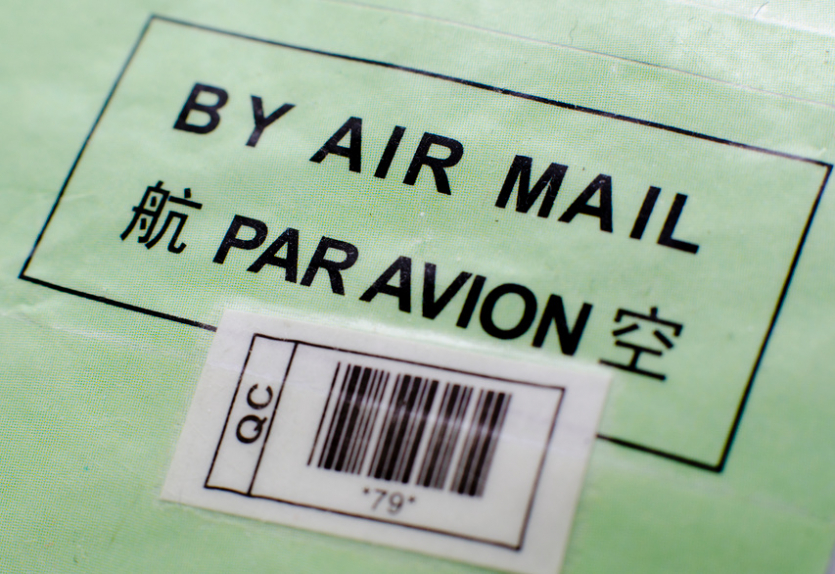 BY AIR MAIL
航 PAR AVION 空
QC
*79*